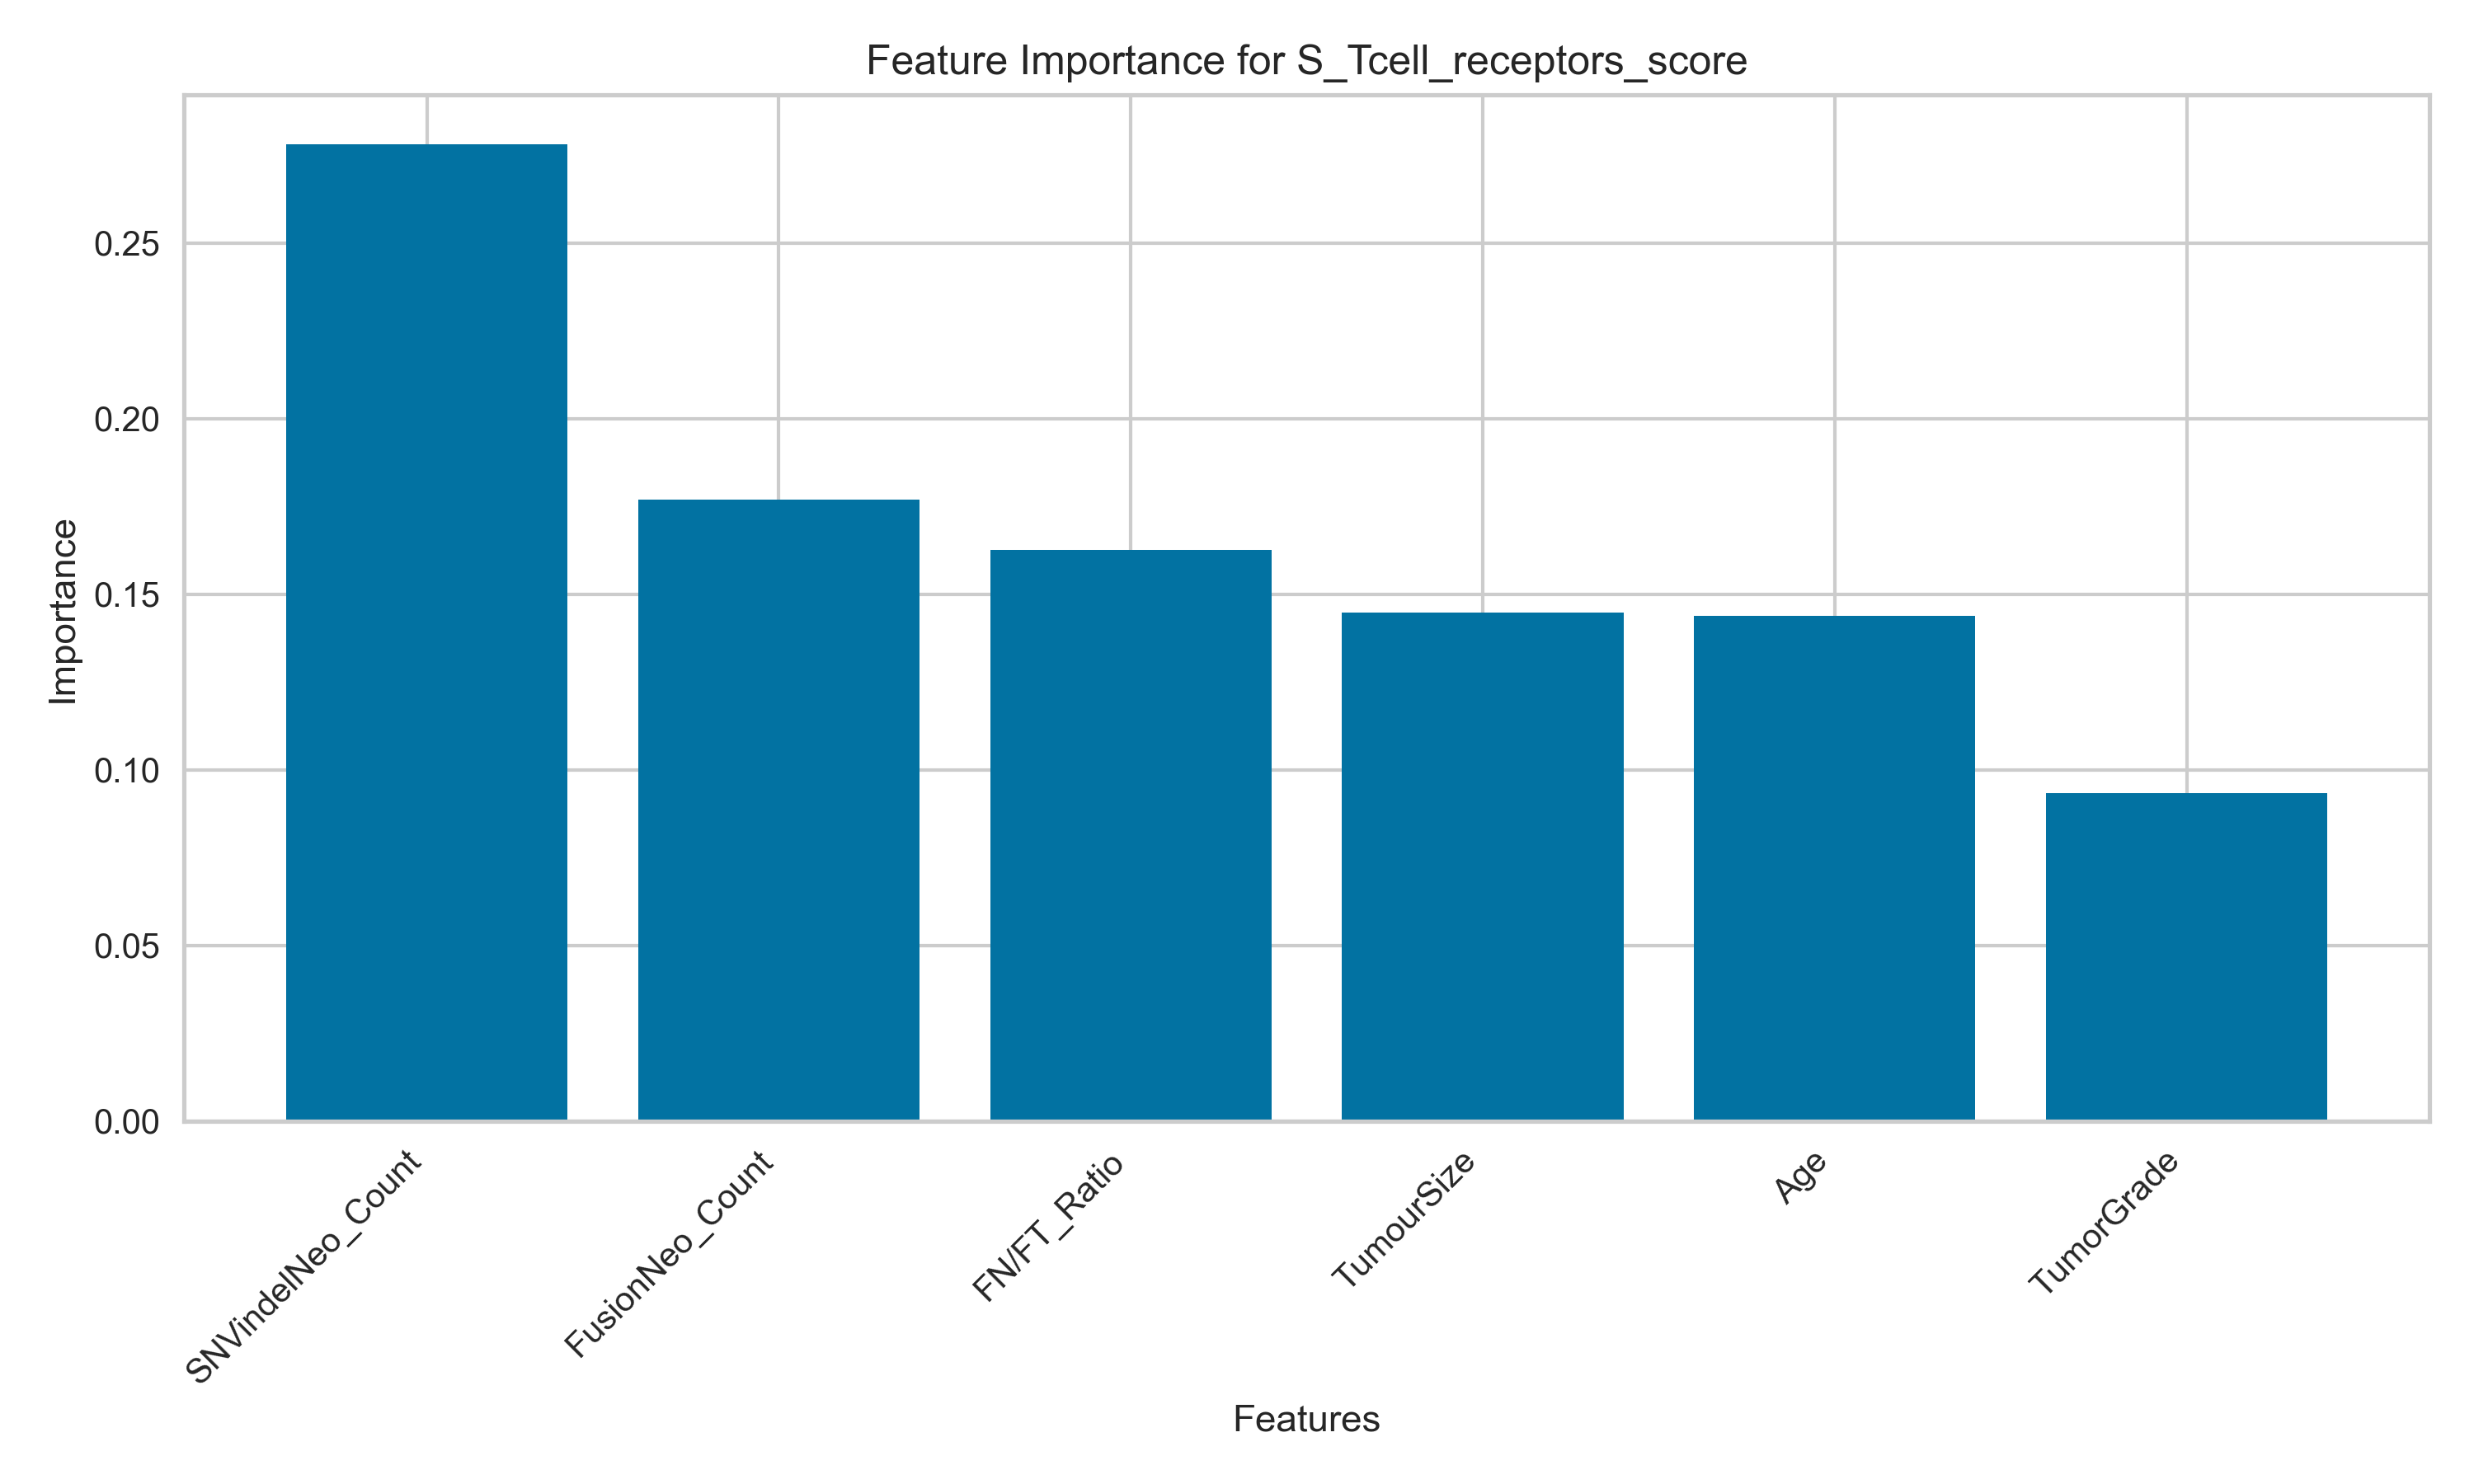 Feature Importance for S_Tcell_receptors_score
Importance
0.25
0.20
0.15
0.10
0.05
0.00
SNVindelNeo_Count
FusionNeo_Count
FN/FT_Ratio
TumourSize
Age
TumorGrade
Features